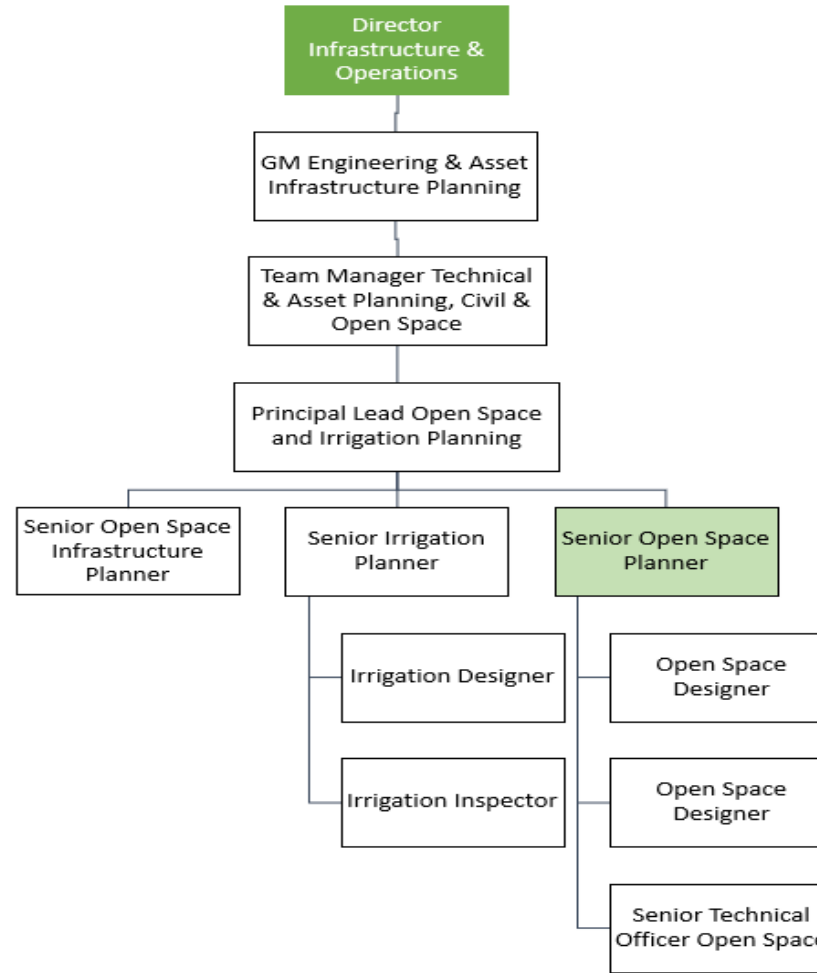 Director
Infrastructure &
Operations
GM Engineering & Asset
Infrastructure Planning
Team Manager Technical
& Asset Planning, Civil &
Open Space
Principal Lead Open Space
and Irrigation Planning
Senior Open Space
Infrastructure
Planner
Senior Irrigation
Planner
Senior Open Space
Planner
Irrigation Designer
Open Space
Designer
Irrigation Inspector
Open Space
Designer
Senior Technical
Officer Open Space